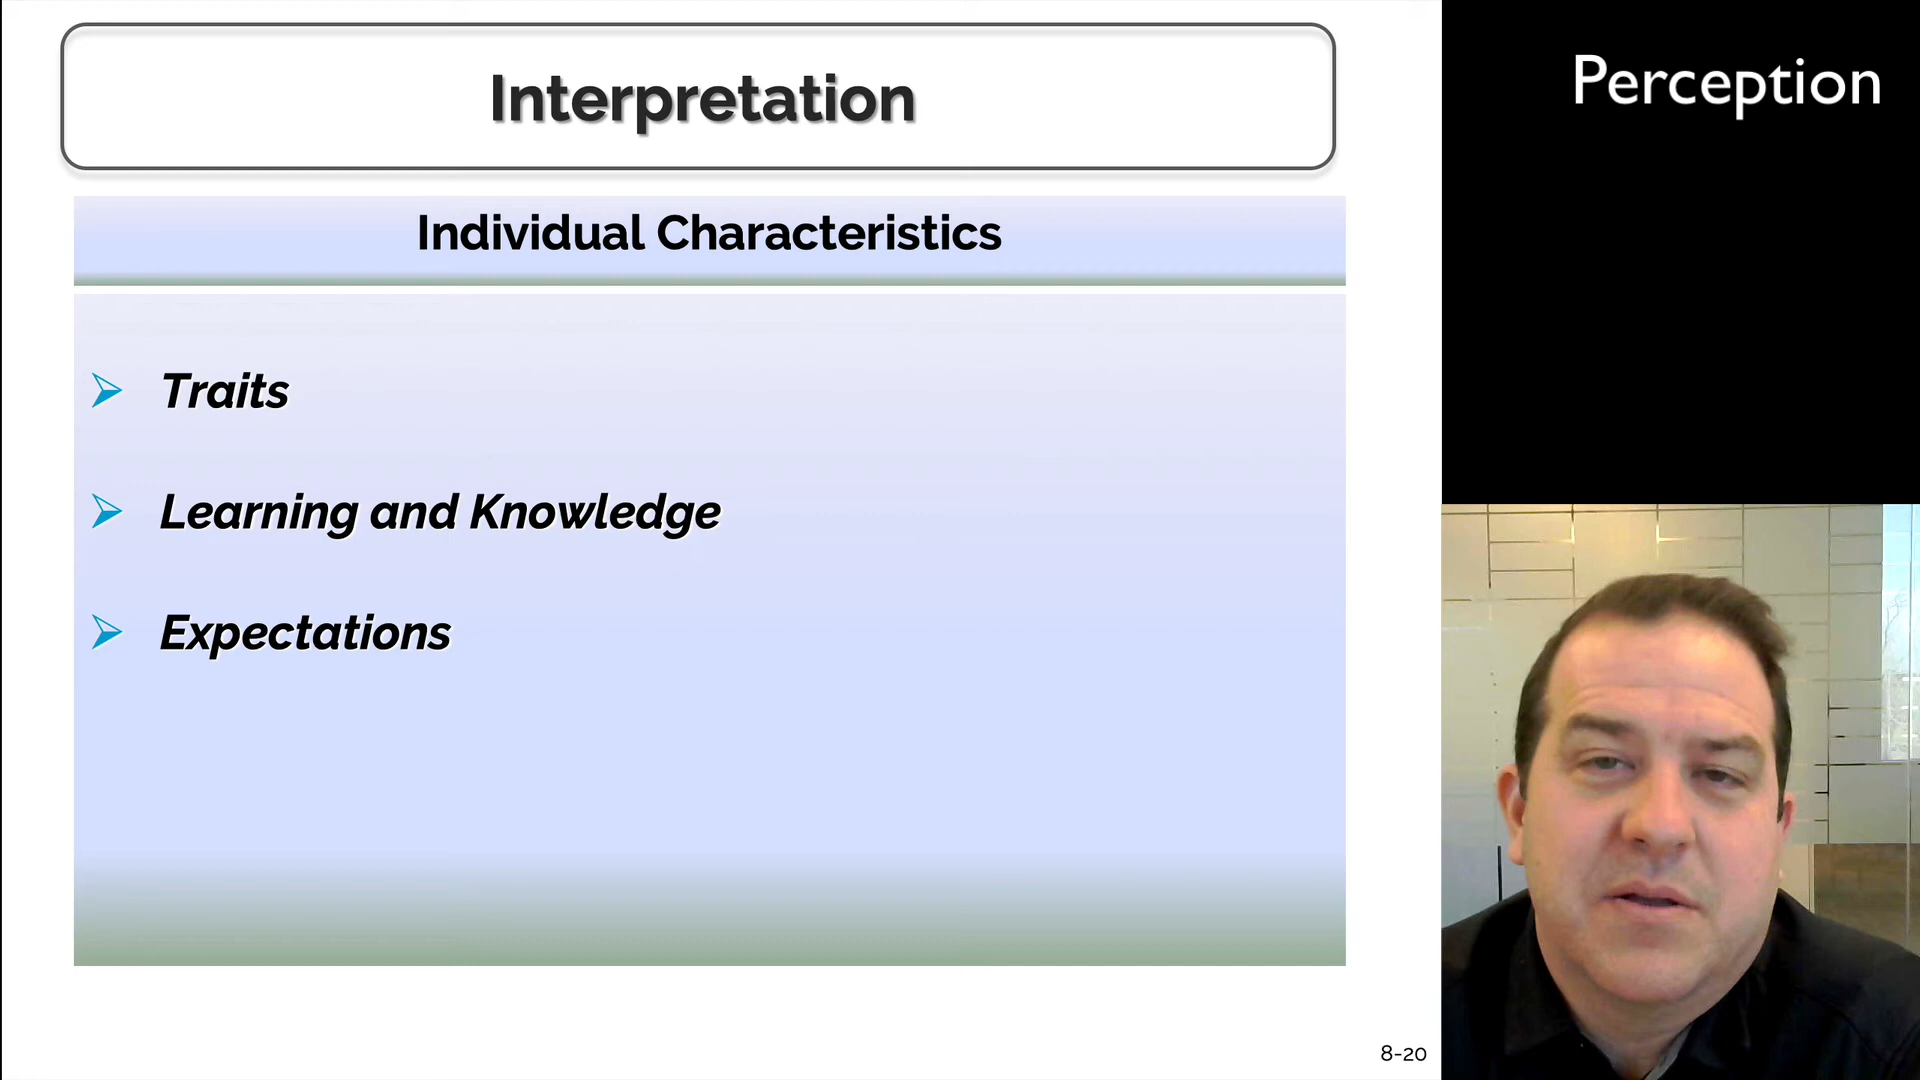 Interpretation
Perception
Individual Characteristics
Traits
Learning and Knowledge
Expectations
8-20